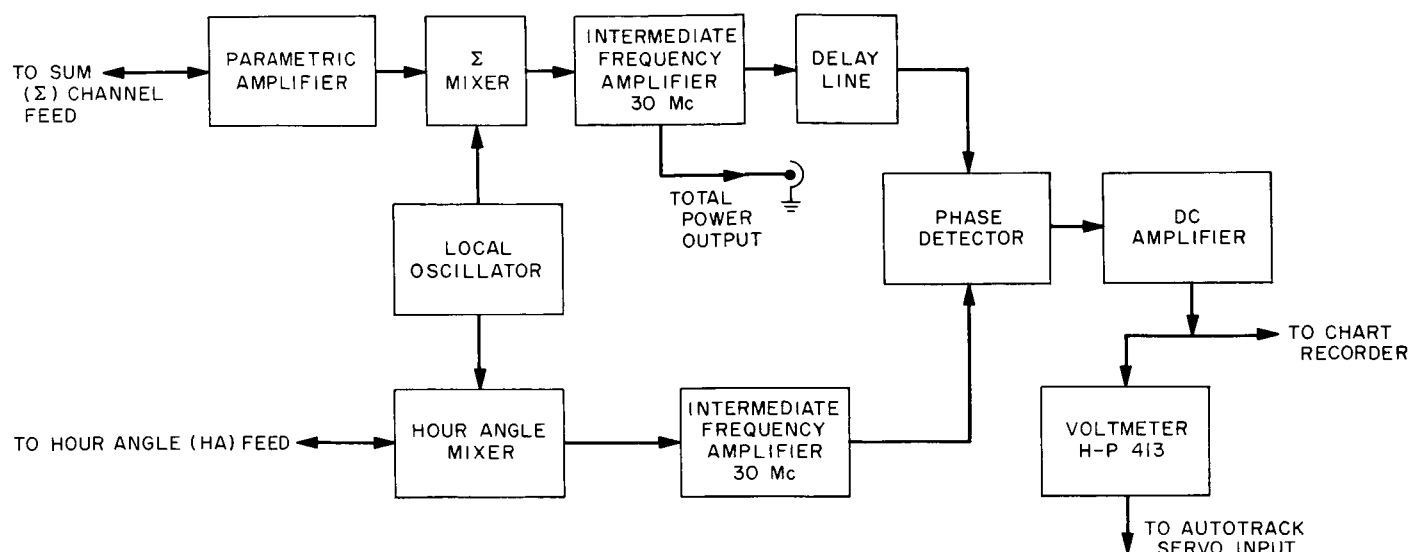 TO SUM
(Σ) CHANNEL
FEED
PARAMETRIC
AMPLIFIER
Σ
MIXER
INTERMEDIATE
FREQUENCY
AMPLIFIER
30 Mc
DELAY
LINE
TOTAL
POWER
OUTPUT
LOCAL
OSCILLATOR
PHASE
DETECTOR
DC
AMPLIFIER
TO CHART
RECORDER
TO HOUR ANGLE (HA) FEED
HOUR ANGLE
MIXER
INTERMEDIATE
FREQUENCY
AMPLIFIER
30 Mc
VOLTMETER
H-P 413
TO AUTOTRACK
SERVO INPUT